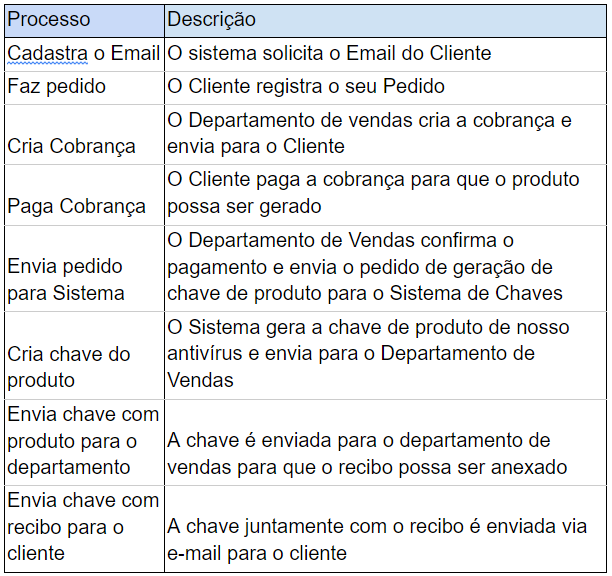 Processo Descrição
Cadastra o Email O sistema solicita o Email do Cliente
Faz pedido O Cliente registra o seu Pedido
Cria Cobrança
O Departamento de vendas cria a cobrança e
envia para o Cliente
Paga Cobrança
O Cliente paga a cobrança para que o produto
possa ser gerado
Envia pedido
para Sistema
O Departamento de Vendas confirma o
pagamento e envia o pedido de geração de
chave de produto para o Sistema de Chaves
Cria chave do
produto
O Sistema gera a chave de produto de nosso
antivírus e envia para o Departamento de
Vendas
Envia chave com
produto para o
departamento
A chave é enviada para o departamento de
vendas para que o recibo possa ser anexado
Envia chave com
recibo para o
cliente
A chave juntamente com o recibo é enviada via
e-mail para o cliente